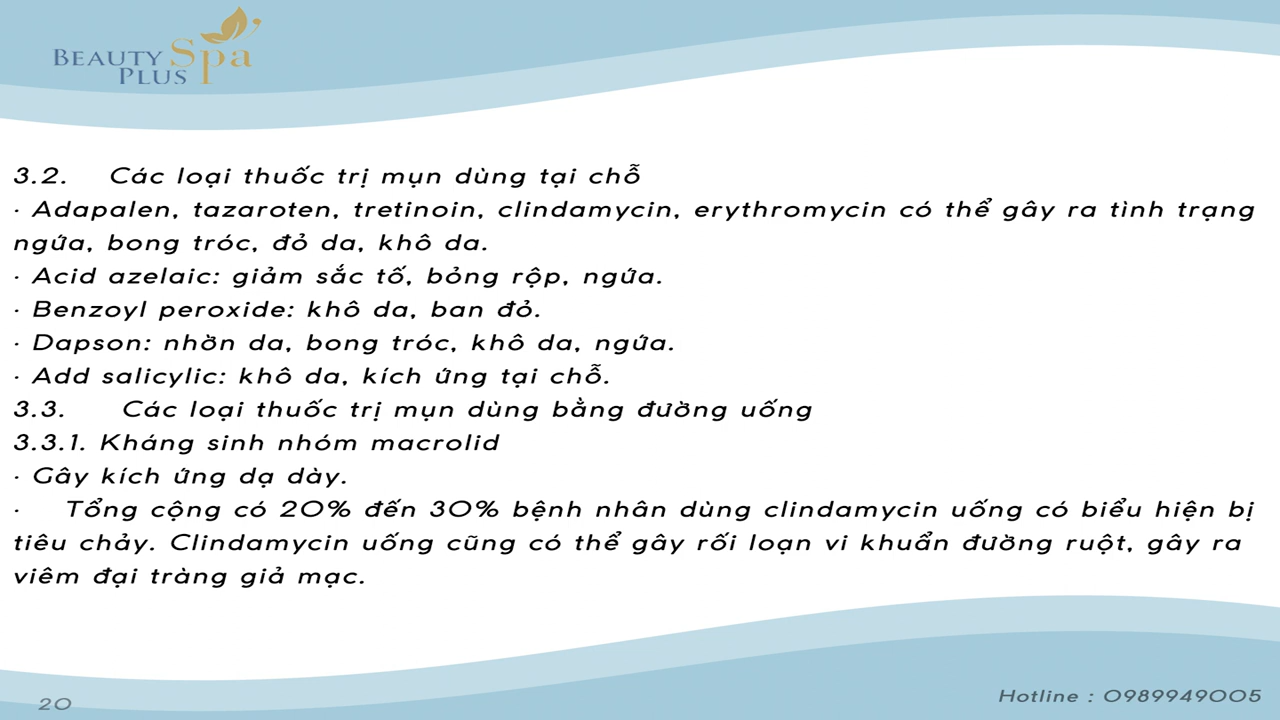 BEAUTY Spa
PLUS
3.2. Các loại thuốc trị mụn dùng tại chỗ
· Adapalen, tazaroten, tretinoin, clindamycin, erythromycin có thể gây ra tình trạng
ngứa, bong tróc, đỏ da, khô da.
· Acid azelaic: giảm sắc tố, bỏng rộp, ngứa.
· Benzoyl peroxide: khô da, ban đỏ.
· Dapson: nhờn da, bong tróc, khô da, ngứa.
· Add salicylic: khô da, kích ứng tại chỗ.
3.3. Các loại thuốc trị mụn dùng bằng đường uống
3.3.1. Kháng sinh nhóm macrolid
· Gây kích ứng dạ dày.
· Tổng cộng có 20% đến 30% bệnh nhân dùng clindamycin uống có biểu hiện bị
tiêu chảy. Clindamycin uống cũng có thể gây rối loạn vi khuẩn đường ruột, gây ra
viêm đại tràng giả mạc.
20
Hotline : 0989949005